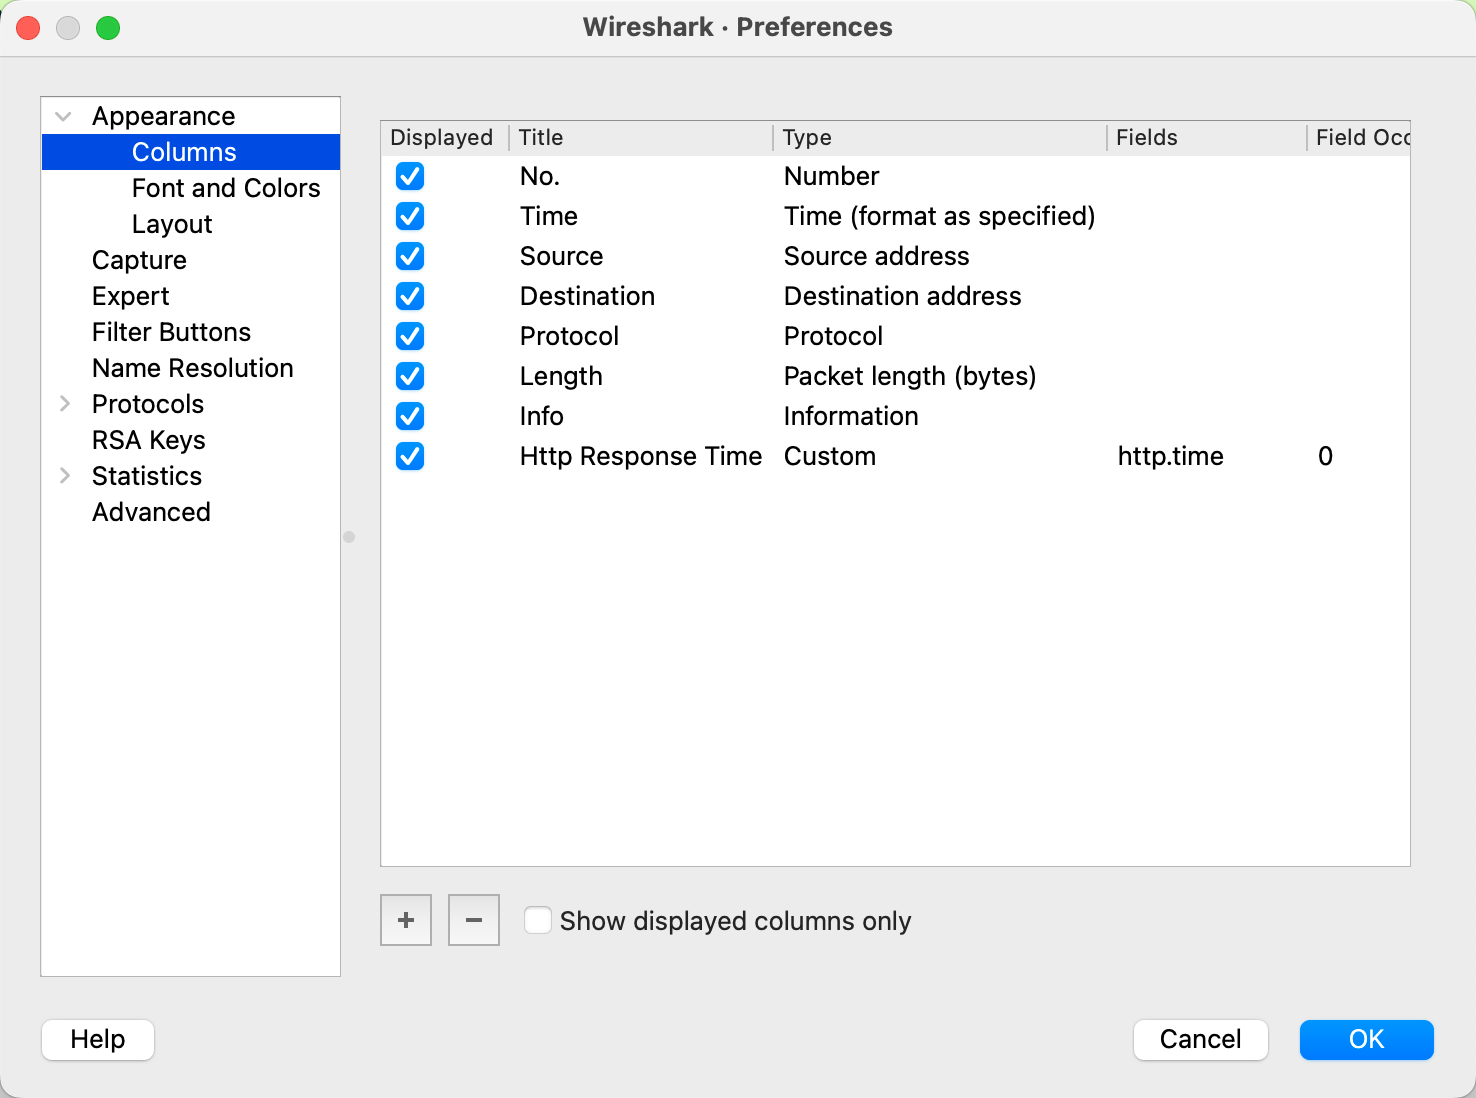 Wireshark · Preferences
Appearance
Columns
Font and Colors
Layout
Capture
Expert
Filter Buttons
Name Resolution
Protocols
RSA Keys
Statistics
Advanced
Displayed Title Type Fields Field Occ
No. Number
Time Time (format as specified)
Source Source address
Destination Destination address
Protocol Protocol
Length Packet length (bytes)
Info Information
Http Response Time Custom http.time 0
+ − Show displayed columns only
Help Cancel OK